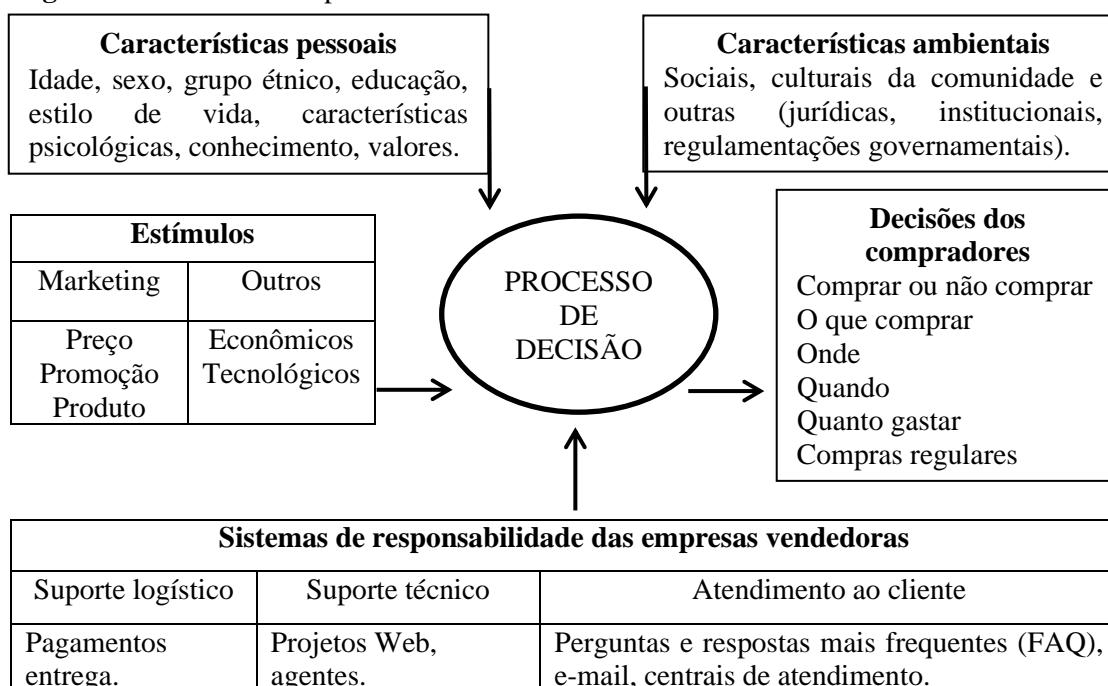 Características pessoais
Idade, sexo, grupo étnico, educação,
estilo de vida, características
psicológicas, conhecimento, valores.
Características ambientais
Sociais, culturais da comunidade e
outras (jurídicas, institucionais,
regulamentações governamentais).
Estímulos
Marketing Outros
Preço Econômicos
Promoção Tecnológicos
Produto
PROCESSO
DE
DECISÃO
Decisões dos
compradores
Comprar ou não comprar
O que comprar
Onde
Quando
Quanto gastar
Compras regulares
Sistemas de responsabilidade das empresas vendedoras
Suporte logístico Suporte técnico Atendimento ao cliente
Pagamentos Projetos Web, Perguntas e respostas mais frequentes (FAQ),
entrega. agentes. e-mail, centrais de atendimento.